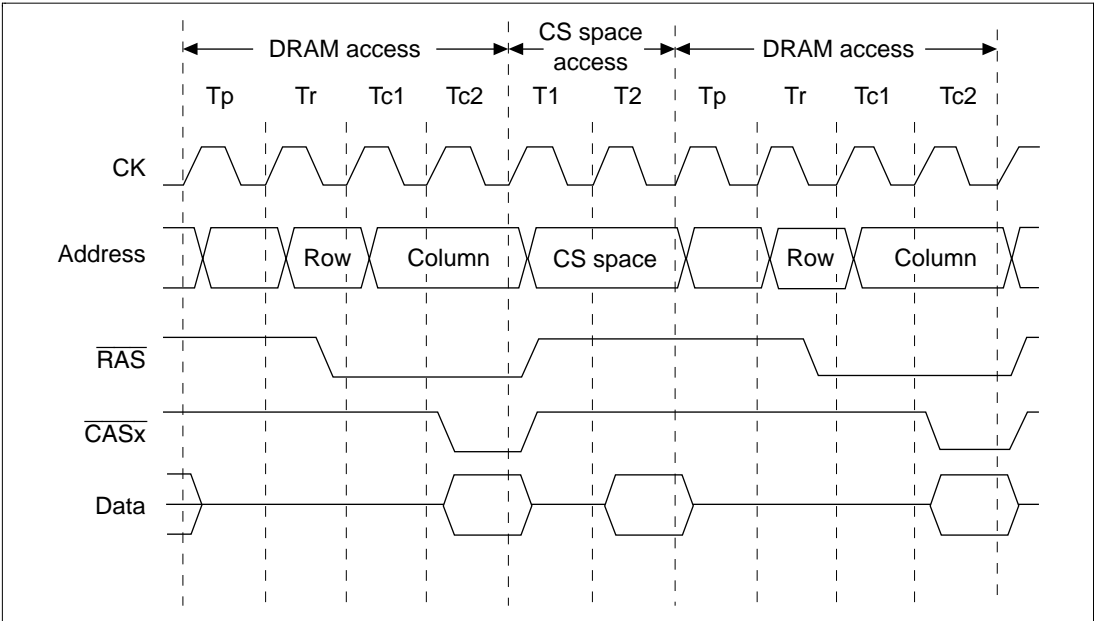 DRAM access
CS space
access
DRAM access
Tp Tr Tc1 Tc2 T1 T2 Tp Tr Tc1 Tc2
CK
Address Row Column CS space Row Column
RAS
CASx
Data